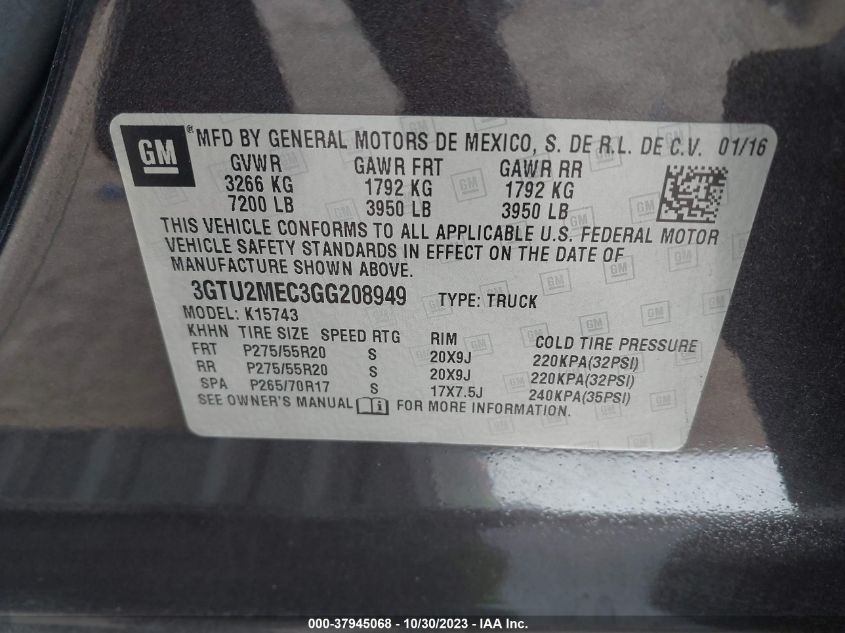 GM ® MFD BY GENERAL MOTORS DE MEXICO, S. DE R.L. DE C.V. 01/16
GVWR GAWR FRT GAWR RR
3266 KG 1792 KG 1792 KG
7200 LB 3950 LB 3950 LB
THIS VEHICLE CONFORMS TO ALL APPLICABLE U.S. FEDERAL MOTOR
VEHICLE SAFETY STANDARDS IN EFFECT ON THE DATE OF
MANUFACTURE SHOWN ABOVE.
3GTU2MEC3GG208949 TYPE: TRUCK
MODEL: K15743
KHHN TIRE SIZE SPEED RTG RIM COLD TIRE PRESSURE
FRT P275/55R20 S 20X9J 220KPA(32PSI)
RR P275/55R20 S 20X9J 220KPA(32PSI)
SPA P265/70R17 S 17X7.5J 240KPA(35PSI)
SEE OWNER'S MANUAL FOR MORE INFORMATION.
000-37945068 - 10/30/2023 - IAA Inc.